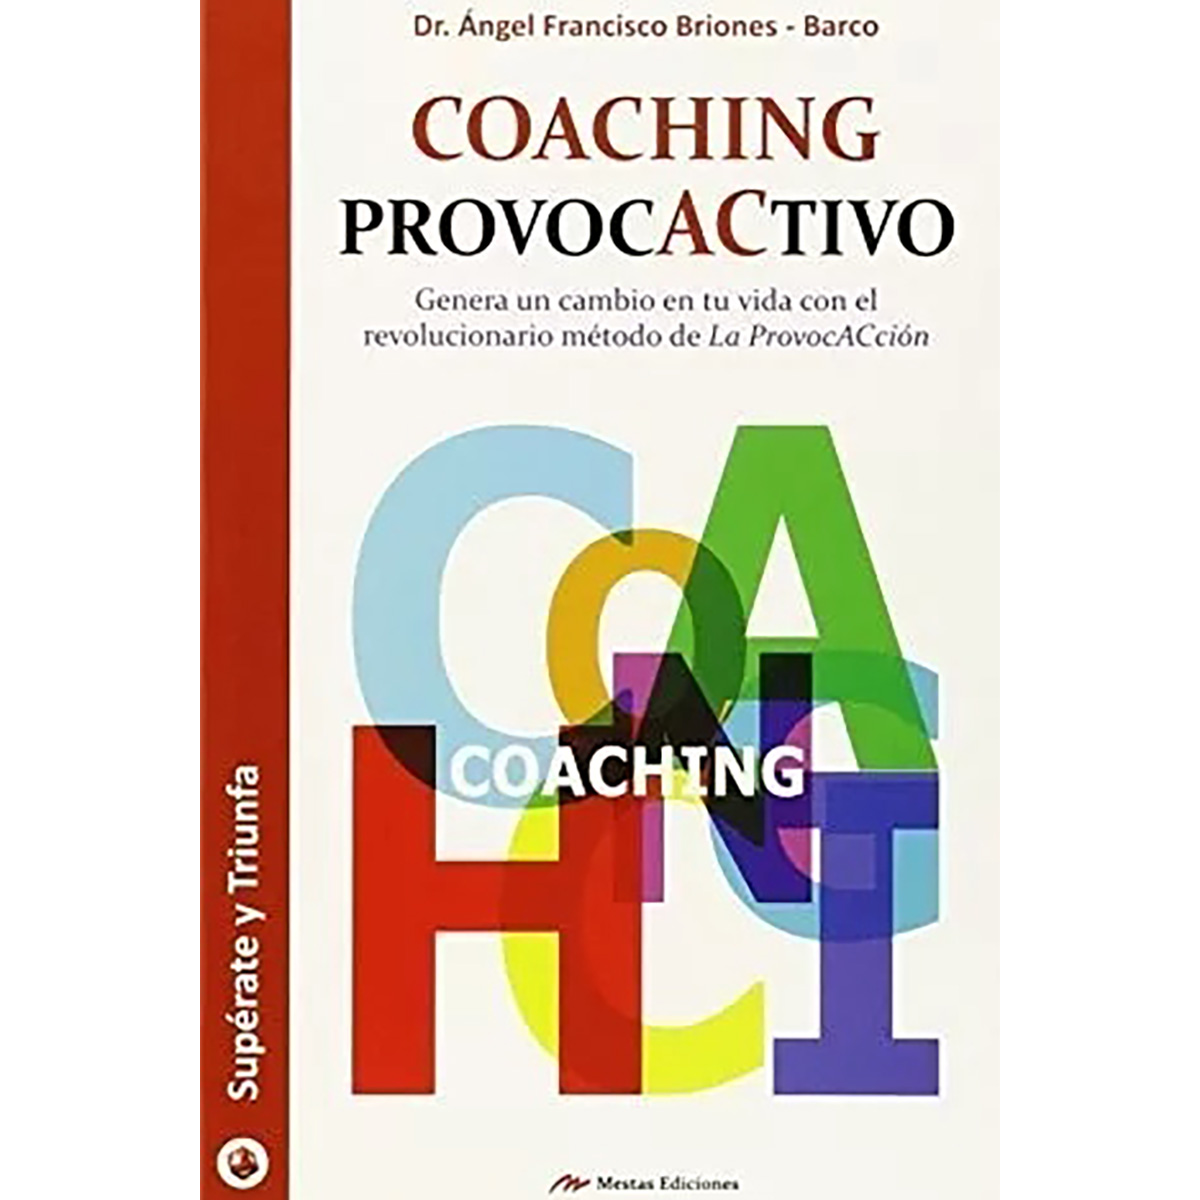 Dr. Ángel Francisco Briones - Barco
COACHING
PROVOCACTIVO
Genera un cambio en tu vida con el
revolucionario método de La ProvocACción
COACHING
COACHING
Supérate y Triunfa
Mestas Ediciones